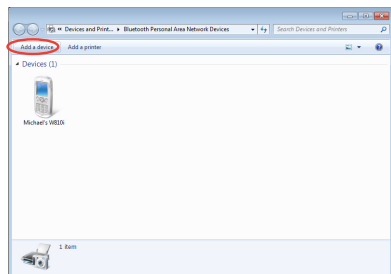 Devices and Print... ▸ Bluetooth Personal Area Network Devices
Search Devices and Printers
Add a device
Add a printer
Devices (1)
Michael's W810i
1 item